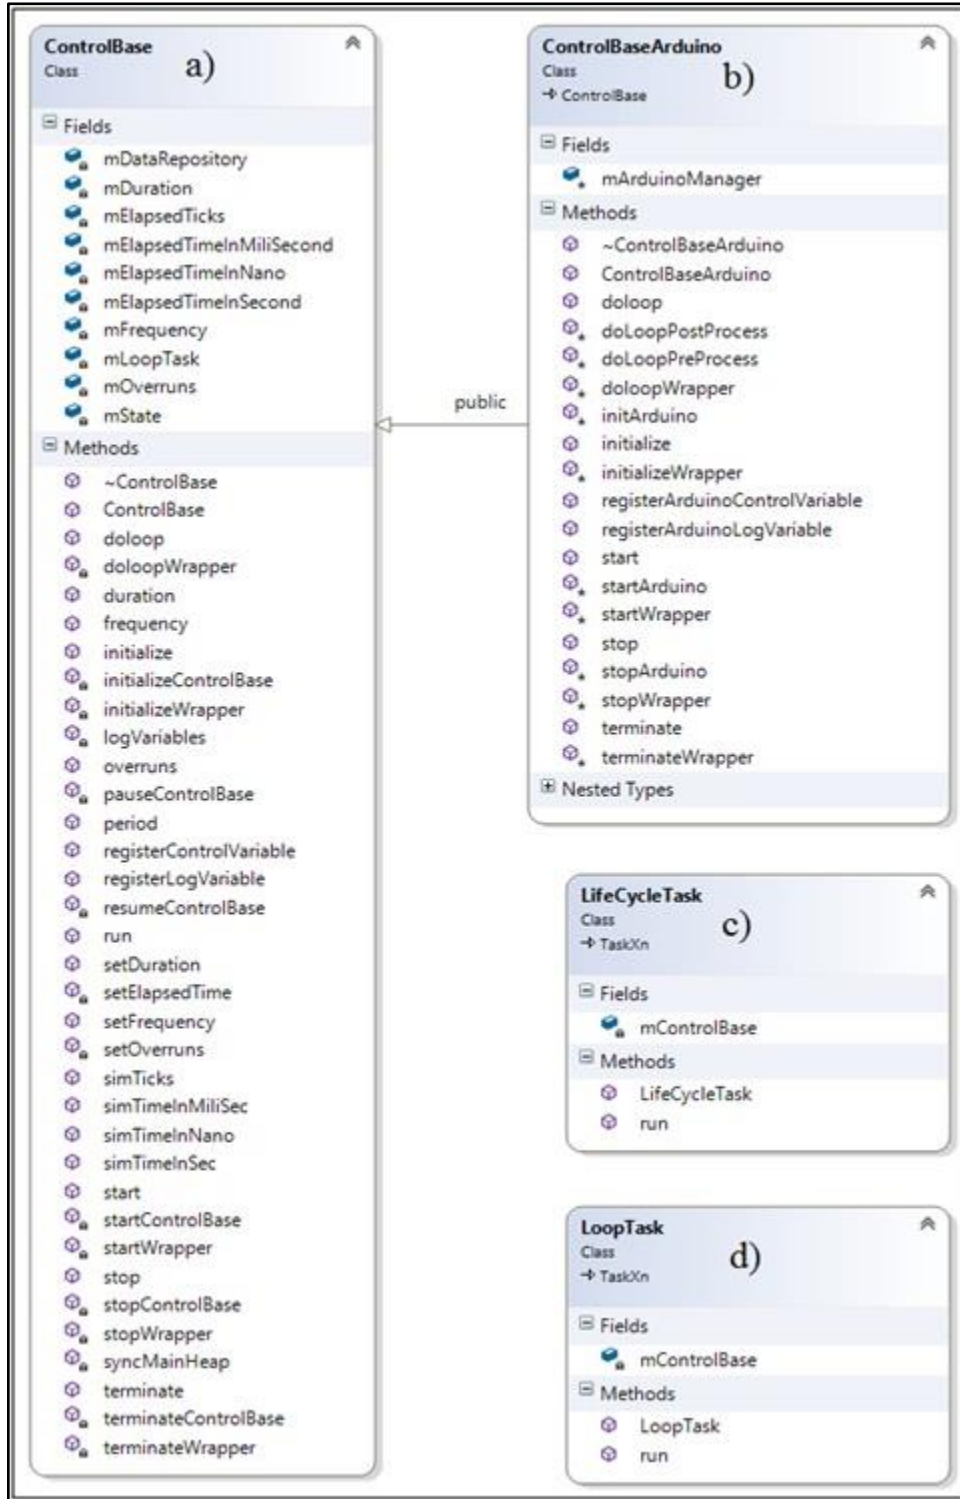 ControlBase
Class
a)
Fields
mDataRepository
mDuration
mElapsedTicks
mElapsedTimeInMiliSecond
mElapsedTimeInNano
mElapsedTimeInSecond
mFrequency
mLoopTask
mOverruns
mState
Methods
~ControlBase
ControlBase
doloop
doloopWrapper
duration
frequency
initialize
initializeControlBase
initializeWrapper
logVariables
overruns
pauseControlBase
period
registerControlVariable
registerLogVariable
resumeControlBase
run
setDuration
setElapsedTime
setFrequency
setOverruns
simTicks
simTimeInMiliSec
simTimeInNano
simTimeInSec
start
startControlBase
startWrapper
stop
stopControlBase
stopWrapper
syncMainHeap
terminate
terminateControlBase
terminateWrapper
public
ControlBaseArduino
Class
b)
ControlBase
Fields
mArduinoManager
Methods
~ControlBaseArduino
ControlBaseArduino
doloop
doLoopPostProcess
doLoopPreProcess
doloopWrapper
initArduino
initialize
initializeWrapper
registerArduinoControlVariable
registerArduinoLogVariable
start
startArduino
startWrapper
stop
stopArduino
stopWrapper
terminate
terminateWrapper
Nested Types
LifeCycleTask
Class
c)
TaskXn
Fields
mControlBase
Methods
LifeCycleTask
run
LoopTask
Class
d)
TaskXn
Fields
mControlBase
Methods
LoopTask
run